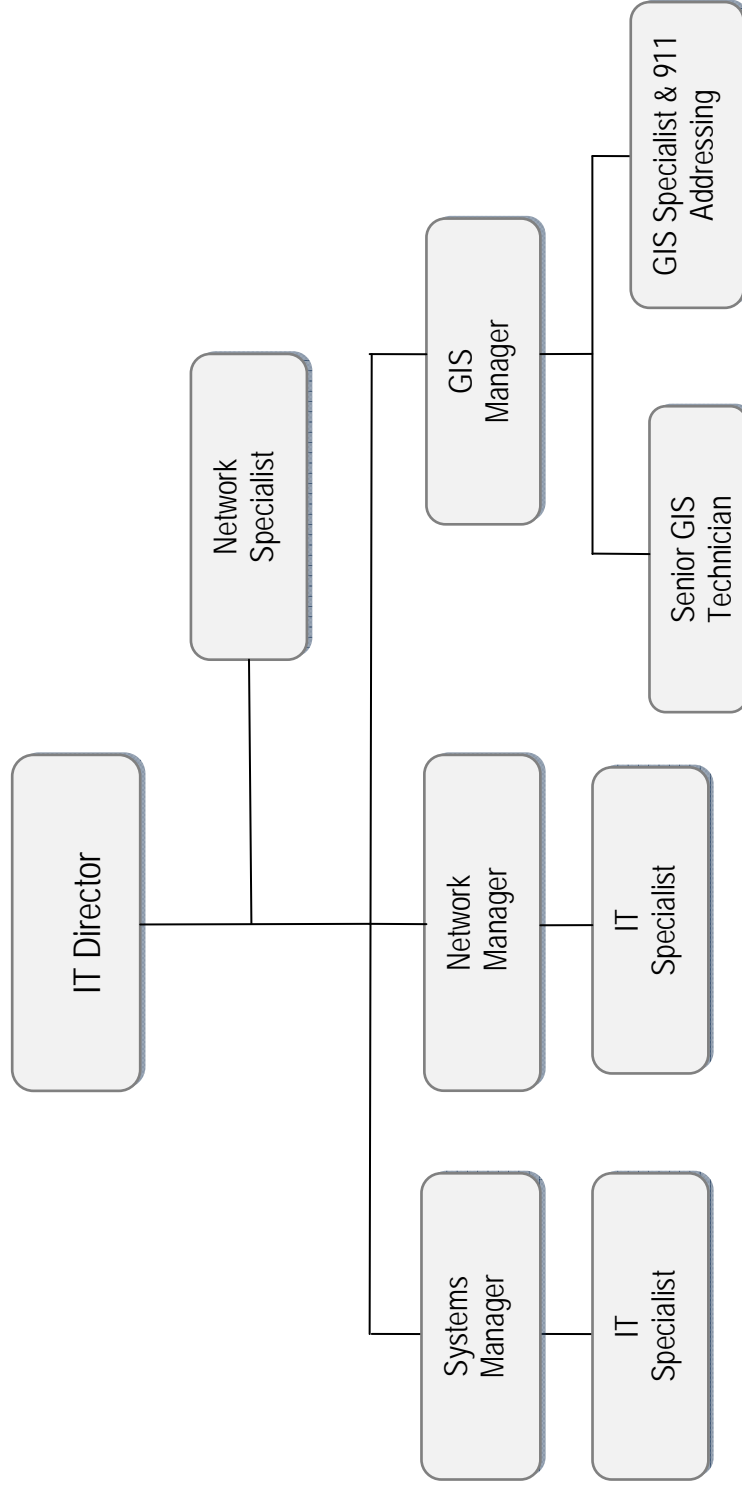 IT Director
Network
Specialist
Systems
Manager
Network
Manager
GIS
Manager
IT
Specialist
IT
Specialist
Senior GIS
Technician
GIS Specialist & 911
Addressing